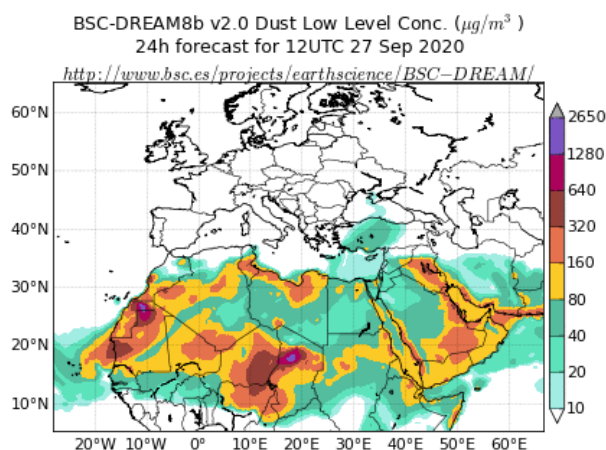 BSC-DREAM8b v2.0 Dust Low Level Conc. (μg/m³ )
24h forecast for 12UTC 27 Sep 2020
http://www.bsc.es/projects/earthscience/BSC−DREAM/
60°N
50°N
40°N
30°N
20°N
10°N
20°W 10°W 0° 10°E 20°E 30°E 40°E 50°E 60°E
2650
1280
640
320
160
80
40
20
10